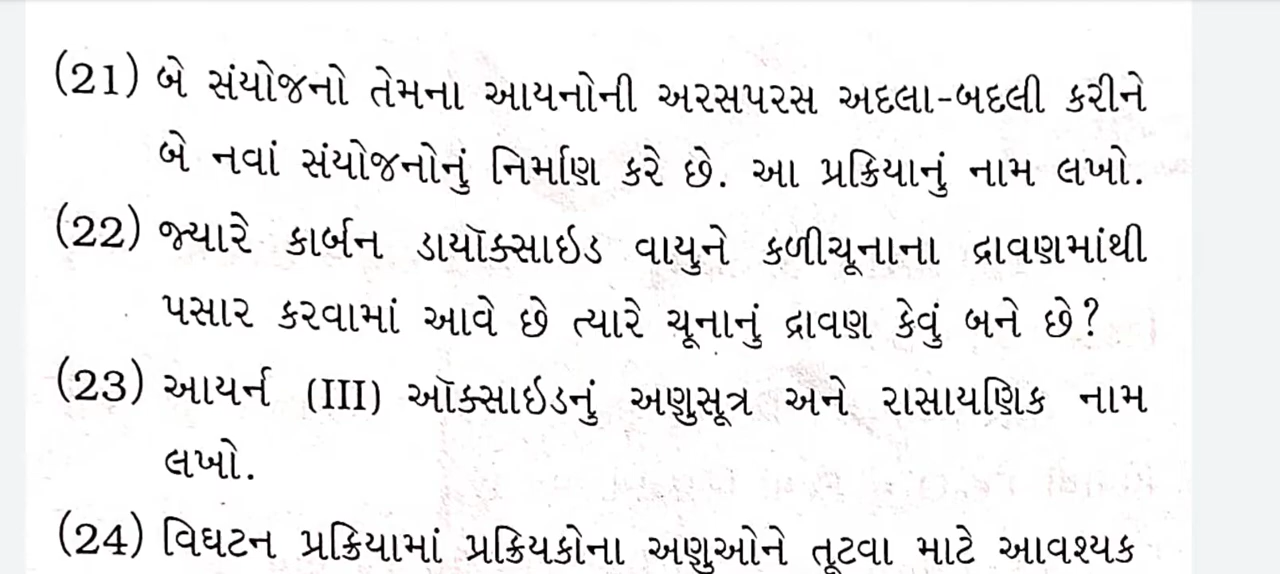 (21) બે સંયોજનો તેમના આયનોની અરસપરસ અદલા-બદલી કરીને
બે નવાં સંયોજનોનું નિર્માણ કરે છે. આ પ્રક્રિયાનું નામ લખો.
(22) જ્યારે કાર્બન ડાયૉક્સાઇડ વાયુને કળીચૂનાના દ્રાવણમાંથી
પસાર કરવામાં આવે છે ત્યારે ચૂનાનું દ્રાવણ કેવું બને છે?
(23) આયર્ન (III) ઑક્સાઇડનું અણુસૂત્ર અને રાસાયણિક નામ
લખો.
(24) વિઘટન પ્રક્રિયામાં પ્રક્રિયકોના અણુઓને તૂટવા માટે આવશ્યક